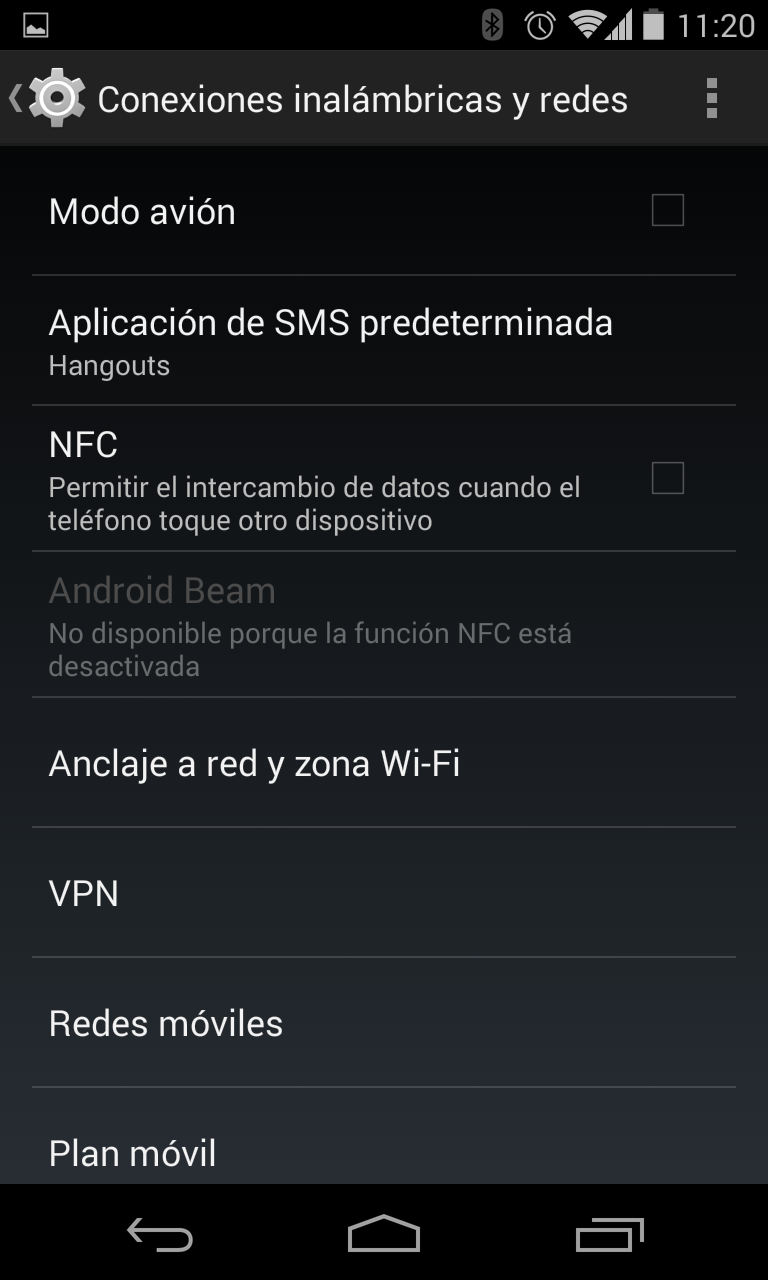 11:20
Conexiones inalámbricas y redes
Modo avión
Aplicación de SMS predeterminada
Hangouts
NFC
Permitir el intercambio de datos cuando el
teléfono toque otro dispositivo
Android Beam
No disponible porque la función NFC está
desactivada
Anclaje a red y zona Wi-Fi
VPN
Redes móviles
Plan móvil